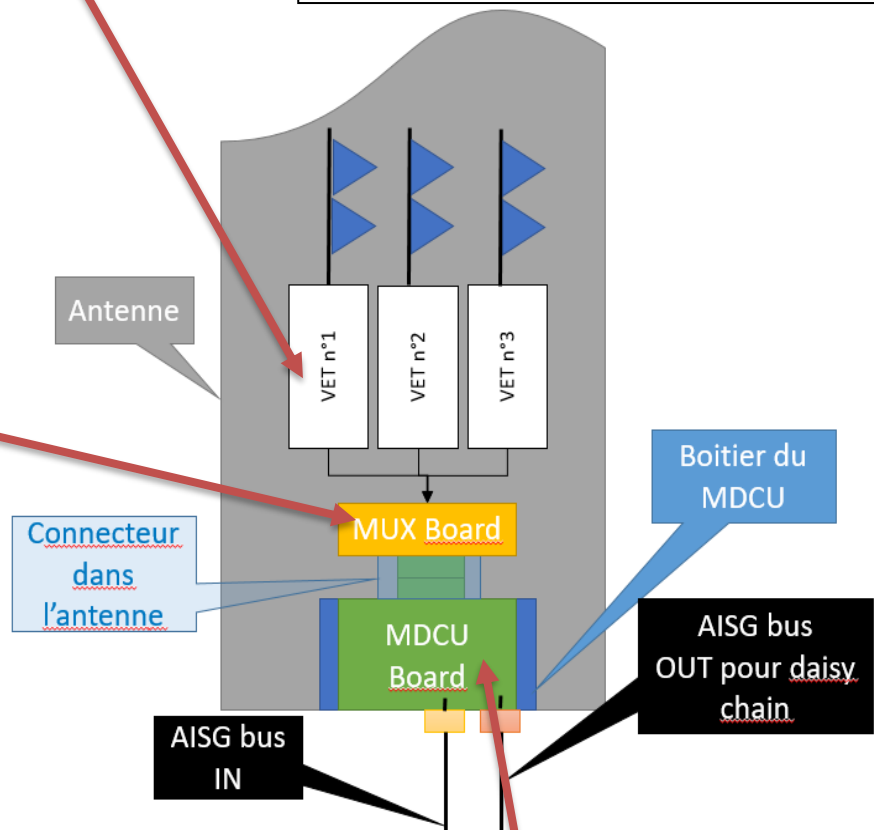 Antenne
VET n°1
VET n°2
VET n°3
Boitier du
MDCU
MUX Board
Connecteur
dans
l’antenne
MDCU
Board
AISG bus
OUT pour daisy
chain
AISG bus
IN